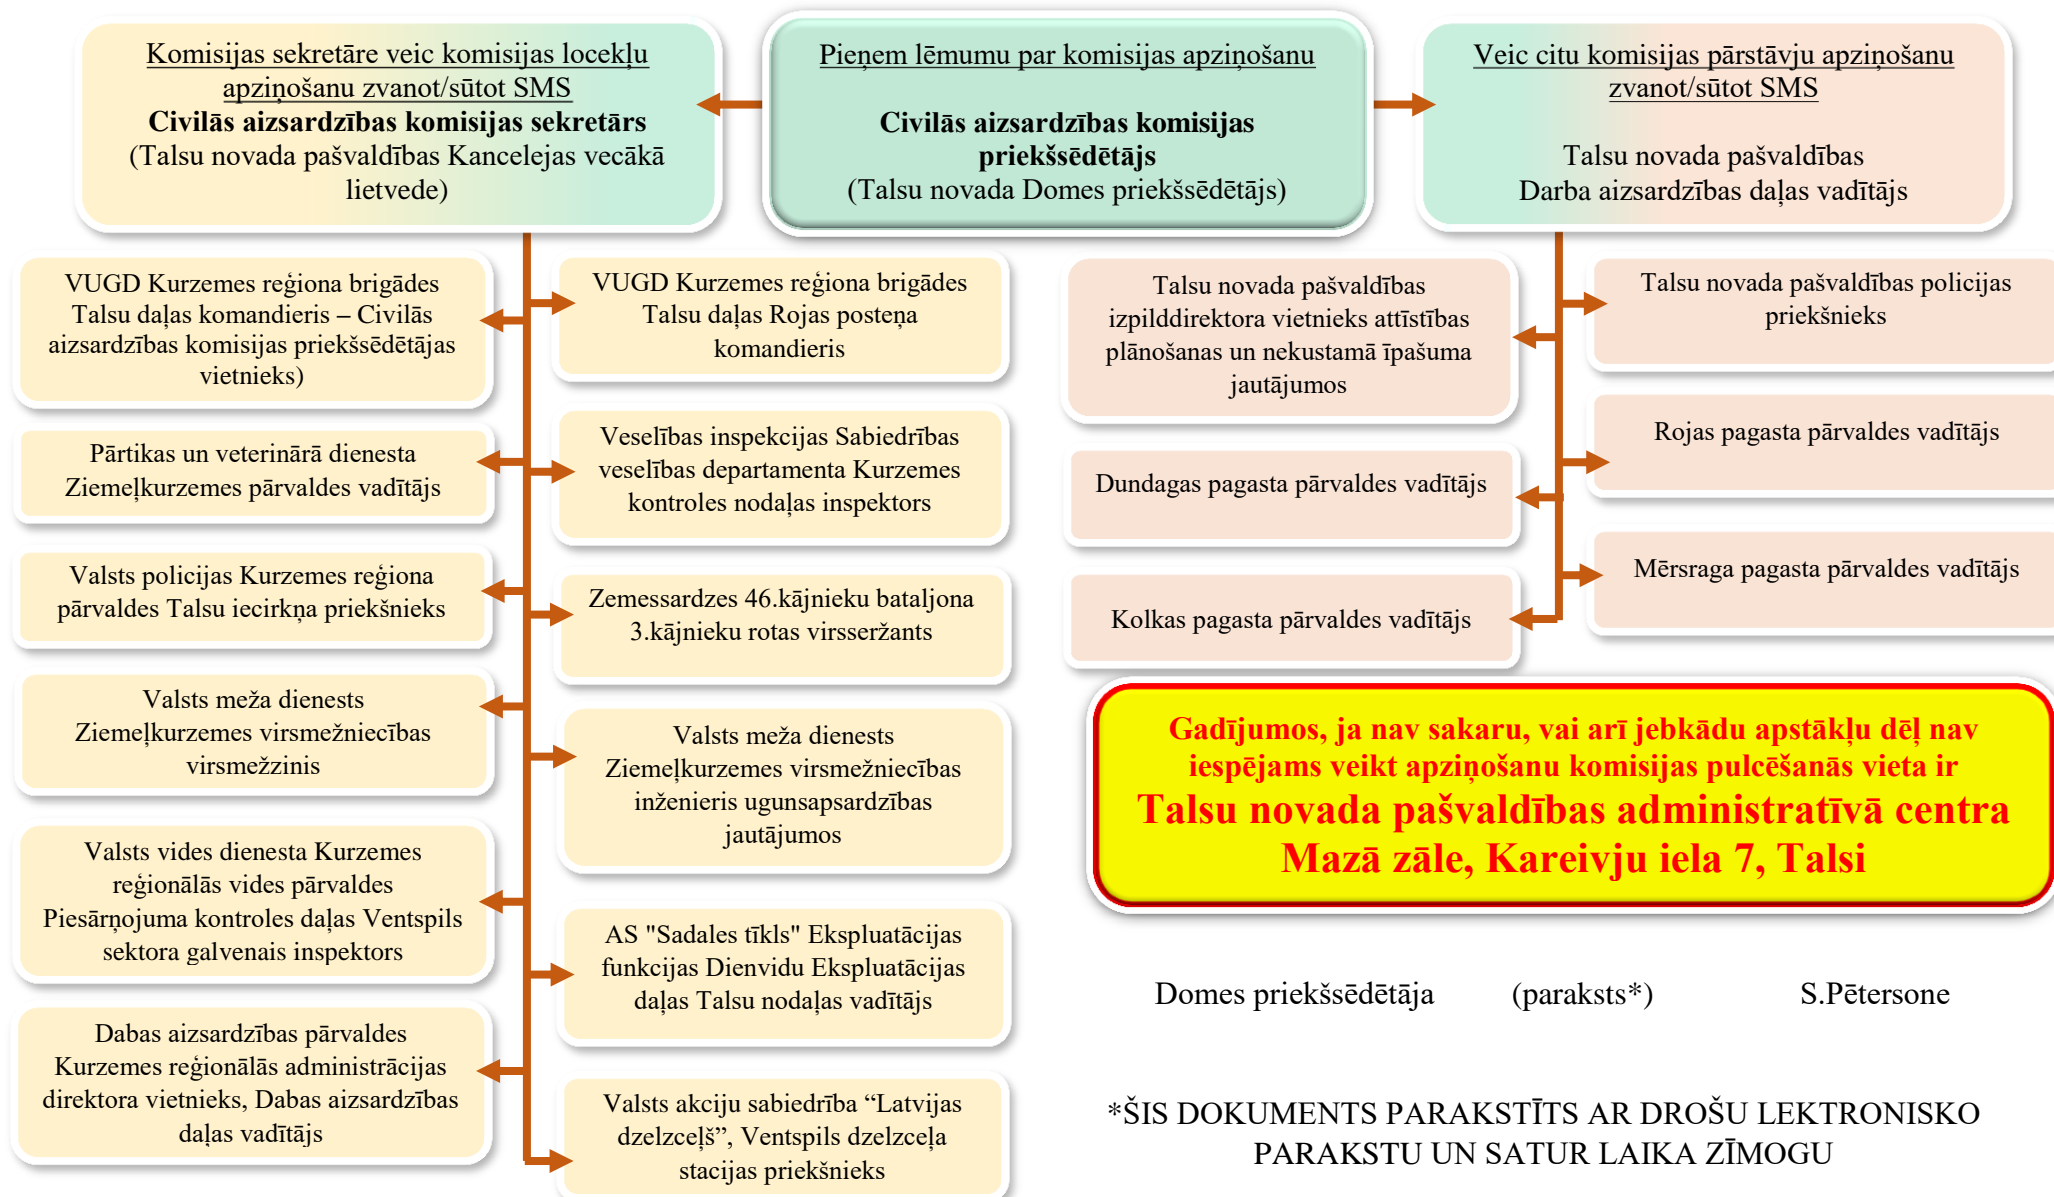 Komisijas sekretāre veic komisijas locekļu
apziņošanu zvanot/sūtot SMS
Civilās aizsardzības komisijas sekretārs
(Talsu novada pašvaldības Kancelejas vecākā
lietvede)
Pieņem lēmumu par komisijas apziņošanu
Civilās aizsardzības komisijas
priekšsēdētājs
(Talsu novada Domes priekšsēdētājs)
Veic citu komisijas pārstāvju apziņošanu
zvanot/sūtot SMS
Talsu novada pašvaldības
Darba aizsardzības daļas vadītājs
VUGD Kurzemes reģiona brigādes
Talsu daļas komandieris – Civilās
aizsardzības komisijas priekšsēdētājas
vietnieks)
Pārtikas un veterinārā dienesta
Ziemeļkurzemes pārvaldes vadītājs
Valsts policijas Kurzemes reģiona
pārvaldes Talsu iecirkņa priekšnieks
Valsts meža dienests
Ziemeļkurzemes virsmežniecības
virsmežzinis
Valsts vides dienesta Kurzemes
reģionālās vides pārvaldes
Piesārņojuma kontroles daļas Ventspils
sektora galvenais inspektors
Dabas aizsardzības pārvaldes
Kurzemes reģionālās administrācijas
direktora vietnieks, Dabas aizsardzības
daļas vadītājs
VUGD Kurzemes reģiona brigādes
Talsu daļas Rojas posteņa
komandieris
Veselības inspekcijas Sabiedrības
veselības departamenta Kurzemes
kontroles nodaļas inspektors
Zemessardzes 46.kājnieku bataljona
3.kājnieku rotas virsseržants
Valsts meža dienests
Ziemeļkurzemes virsmežniecības
inženieris ugunsapsardzības
jautājumos
AS "Sadales tīkls" Ekspluatācijas
funkcijas Dienvidu Ekspluatācijas
daļas Talsu nodaļas vadītājs
Valsts akciju sabiedrība “Latvijas
dzelzceļš”, Ventspils dzelzceļa
stacijas priekšnieks
Talsu novada pašvaldības
izpilddirektora vietnieks attīstības
plānošanas un nekustamā īpašuma
jautājumos
Dundagas pagasta pārvaldes vadītājs
Kolkas pagasta pārvaldes vadītājs
Talsu novada pašvaldības policijas
priekšnieks
Rojas pagasta pārvaldes vadītājs
Mērsraga pagasta pārvaldes vadītājs
Gadījumos, ja nav sakaru, vai arī jebkādu apstākļu dēļ nav
iespējams veikt apziņošanu komisijas pulcēšanās vieta ir
Talsu novada pašvaldības administratīvā centra
Mazā zāle, Kareivju iela 7, Talsi
Domes priekšsēdētāja (paraksts*) S.Pētersone
*ŠIS DOKUMENTS PARAKSTĪTS AR DROŠU LEKTRONISKO
PARAKSTU UN SATUR LAIKA ZĪMOGU